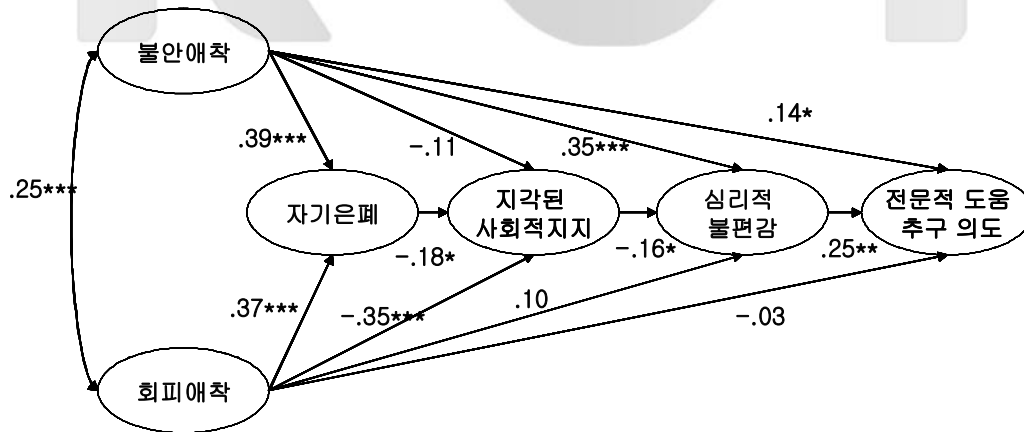 불안애착
.14*
.39***
-.11
.35***
.25***
자기은폐
지각된
사회적지지
심리적
불편감
전문적 도움
추구 의도
-.18*
-.16*
.25**
.37***
-.35***
.10
-.03
회피애착